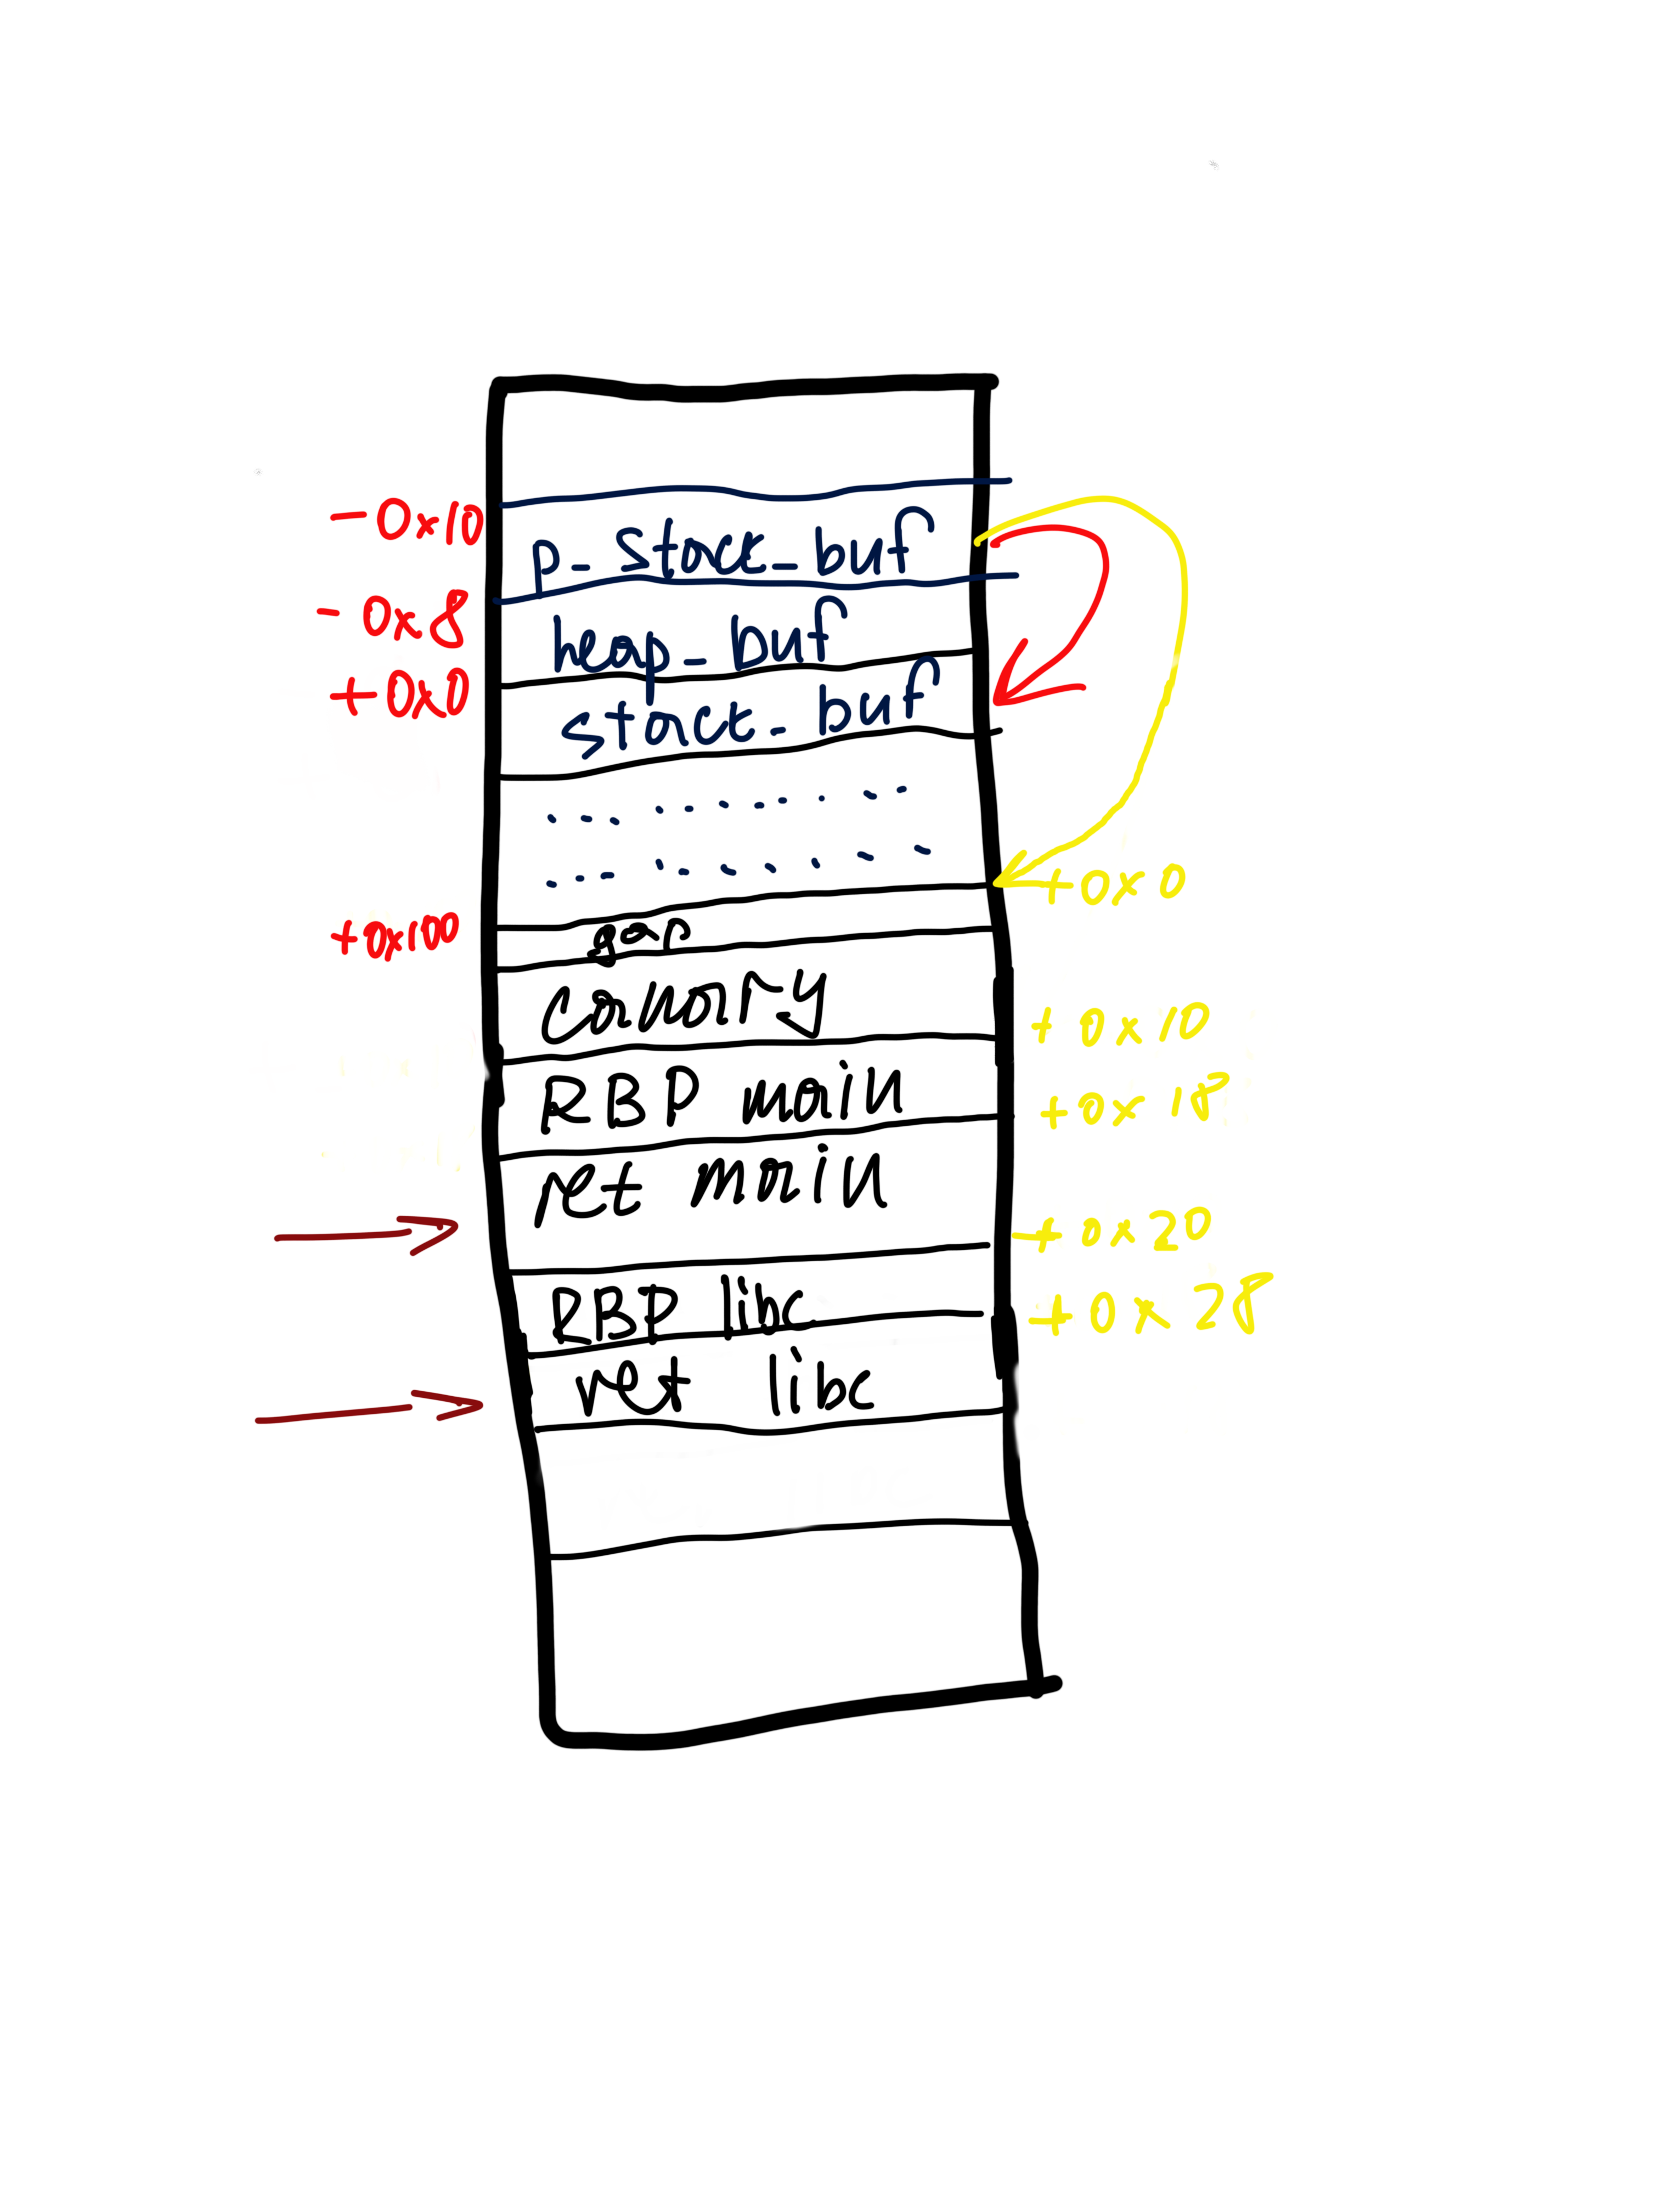 -0x10
p_stack_buf
-0x8
heap_buf
+0x0
stack_buf
+0x0
+0x100
gap
canary
+0x10
RBP main
+0x18
ret main
+0x20
RBP libc
+0x28
ret libc